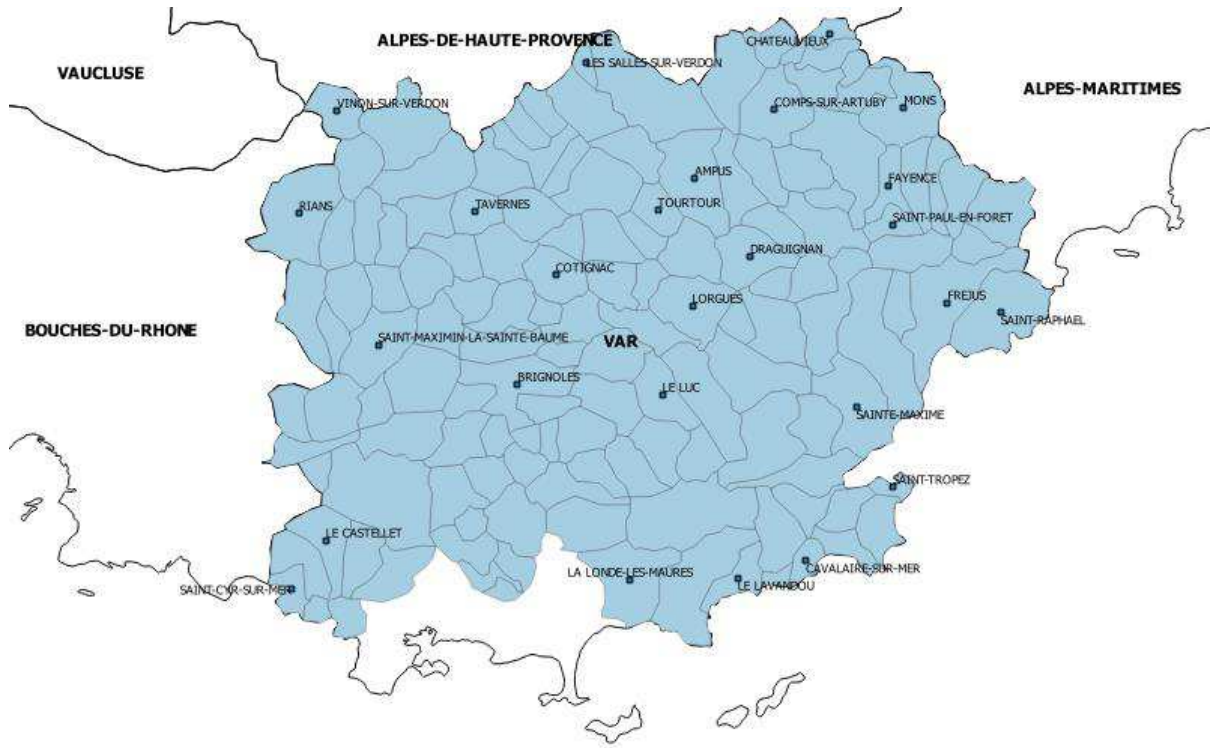 CHATEAUVIEUX
ALPES-DE-HAUTE-PROVENCE
LES SALLES-SUR-VERDON
VAUCLUSE
ALPES-MARITIMES
VINON-SUR-VERDON
COMPS-SUR-ARTUBY
MONS
AMPUS
FAYENCE
RIANS
TAVERNES
TOURTOUR
SAINT-PAUL-EN-FORET
DRAGUIGNAN
COTIGNAC
LORGUES
FREJUS
SAINT-RAPHAEL
BOUCHES-DU-RHONE
SAINT-MAXIMIN-LA-SAINTE-BAUME
VAR
BRIGNOLES
LE LUC
SAINTE-MAXIME
SAINT-TROPEZ
LE CASTELLET
CAVALAIRE-SUR-MER
LA LONDE-LES-MAURES
LE LAVANDOU
SAINT-CYR-SUR-MER